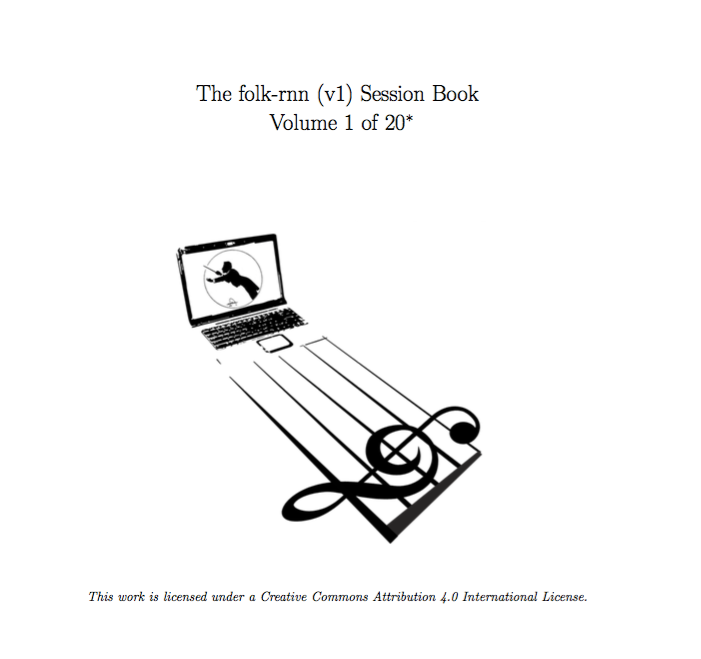 The folk-rnn (v1) Session Book
Volume 1 of 20*
This work is licensed under a Creative Commons Attribution 4.0 International License.